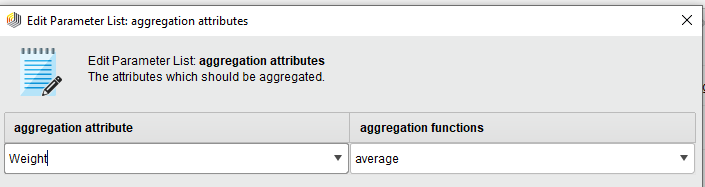 Edit Parameter List: aggregation attributes
Edit Parameter List: aggregation attributes
The attributes which should be aggregated.
aggregation attribute aggregation functions
Weight average